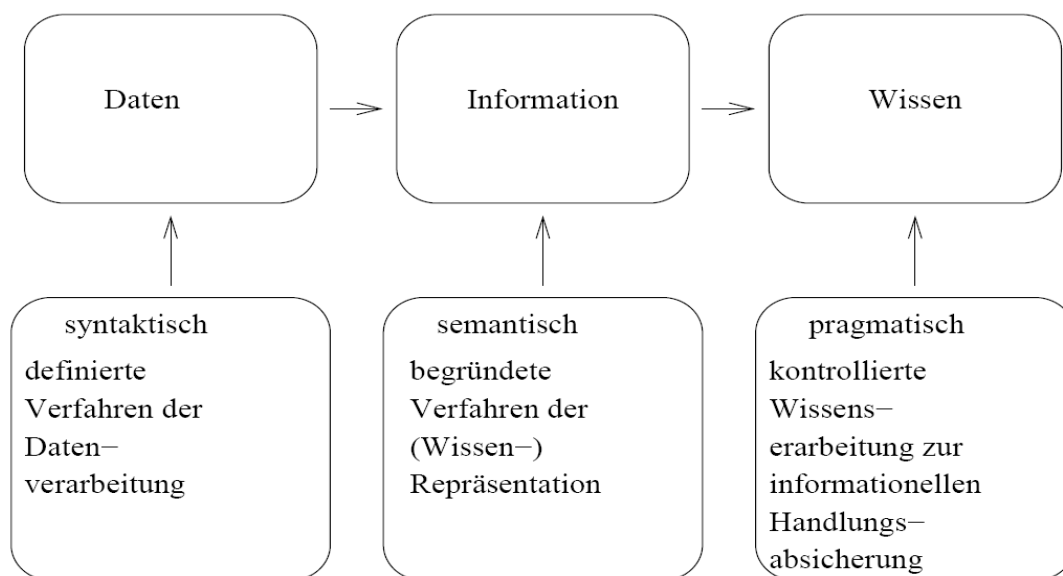 Daten
Information
Wissen
syntaktisch
definierte
Verfahren der
Daten−
verarbeitung
semantisch
begründete
Verfahren der
(Wissen−)
Repräsentation
pragmatisch
kontrollierte
Wissens−
erarbeitung zur
informationellen
Handlungs−
absicherung